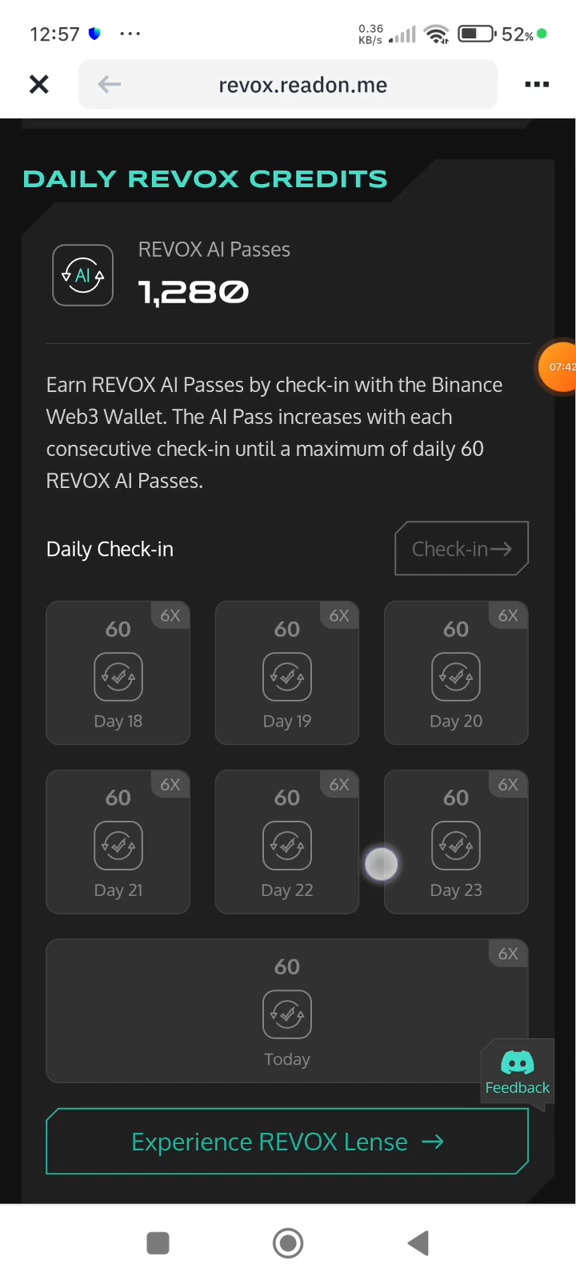 12:57
0.36
KB/s
52%
revox.readon.me
DAILY REVOX CREDITS
REVOX AI Passes
AI
1,280
07:42
Earn REVOX AI Passes by check-in with the Binance
Web3 Wallet. The AI Pass increases with each
consecutive check-in until a maximum of daily 60
REVOX AI Passes.
Daily Check-in
Check-in→
6X 6X 6X
60 60 60
Day 18 Day 19 Day 20
6X 6X 6X
60 60 60
Day 21 Day 22 Day 23
6X
60
Today
Feedback
Experience REVOX Lense →